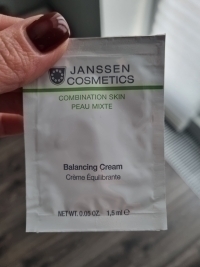 JANSSEN
COSMETICS
COMBINATION SKIN
PEAU MIXTE
Balancing Cream
Crème Équilibrante
NET WT. 0.05 OZ. 1,5 ml e